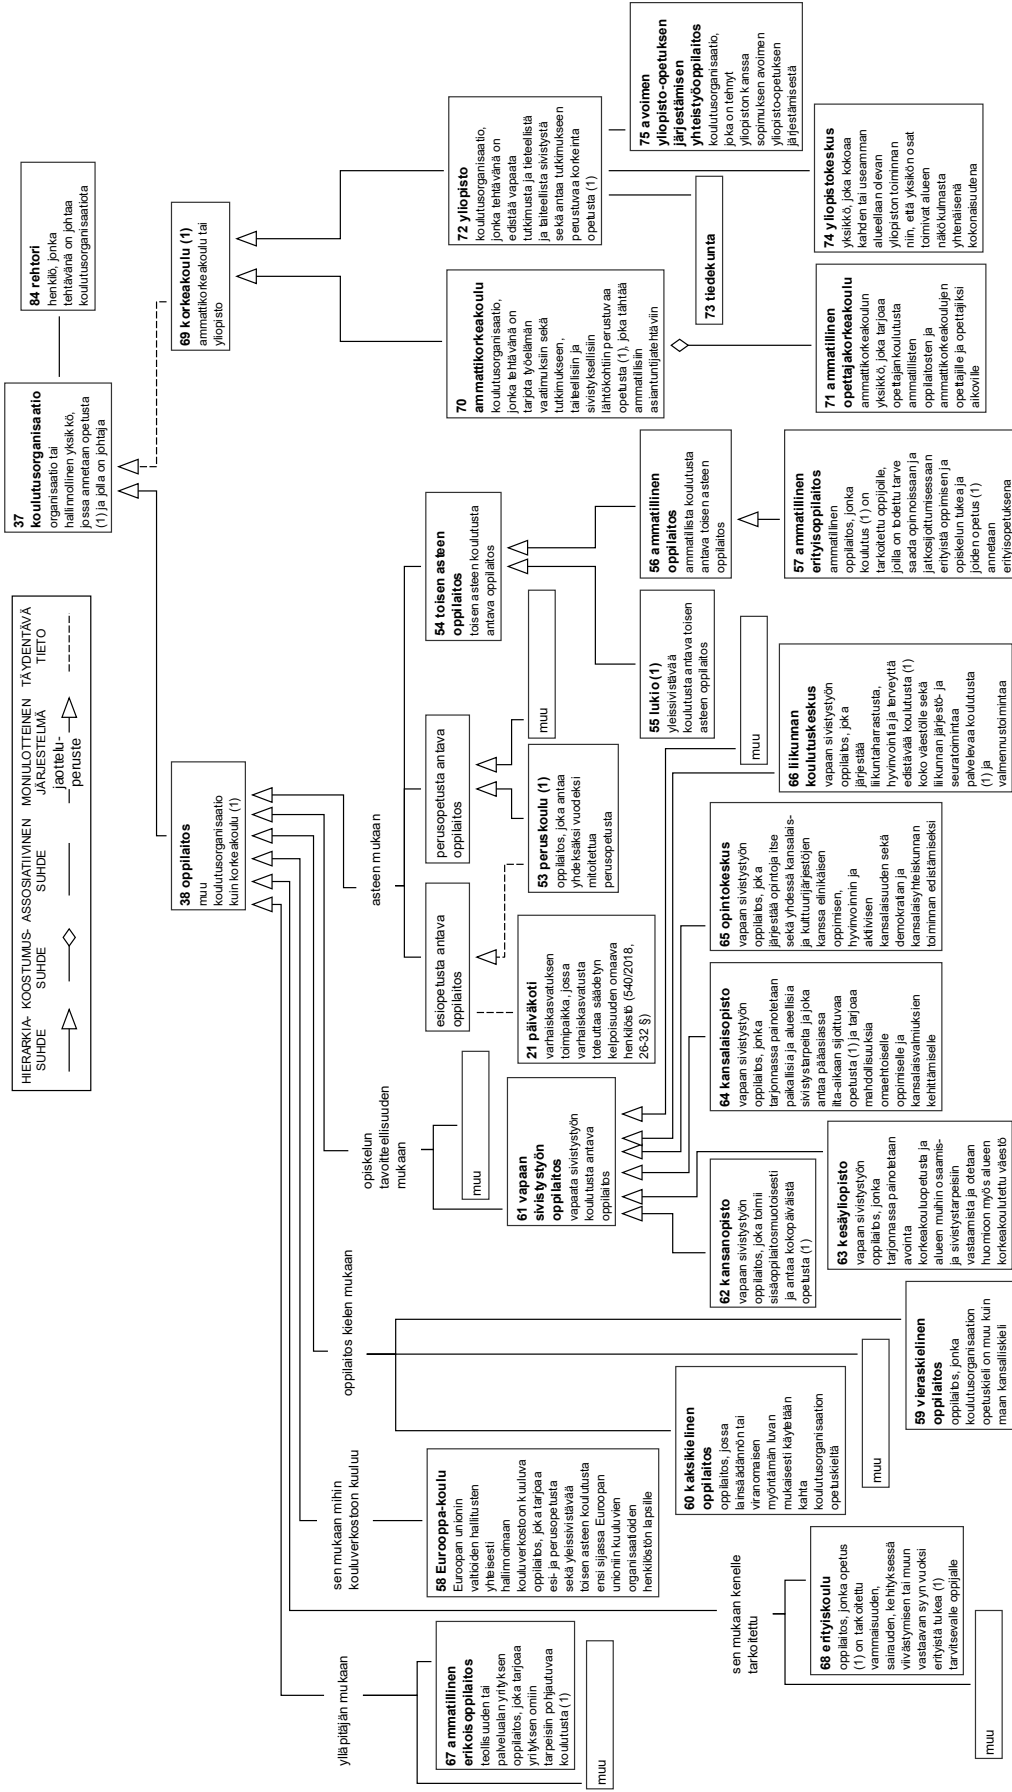 HIERARKIA-
SUHDE
KOOSTUMUS-
SUHDE
ASSOSIATIIVINEN
SUHDE
MONIULOTTEINEN
JÄRJESTELMÄ
jaottelu-
peruste
TÄYDENTÄVÄ
TIETO
37
koulutusorganisaatio
organisaatio tai
hallinnollinen yksikkö,
jossa annetaan opetusta
(1) ja jolla on johtaja
84 rehtori
henkilö, jonka
tehtävänä on johtaa
koulutusorganisaatiota
38 oppilaitos
muu
koulutusorganisaatio
kuin korkeakoulu (1)
69 korkeakoulu (1)
ammattikorkeakoulu tai
yliopisto
ylläpitäjän mukaan
67 ammatillinen
erikoisoppilaitos
teollisuuden tai
palvelualan yrityksen
oppilaitos, joka tarjoaa
yrityksen omiin
tarpeisiin pohjautuvaa
koulutusta (1)
muu
sen mukaan kenelle
tarkoitettu
68 erityiskoulu
oppilaitos, jonka opetus
(1) on tarkoitettu
vammaisuuden,
sairauden, kehityksessä
viivästymisen tai muun
vastaavan syyn vuoksi
erityistä tukea (1)
tarvitsevalle oppijalle
muu
sen mukaan mihin
kouluverkostoon kuuluu
58 Eurooppa-koulu
Euroopan unionin
valtioiden hallitusten
yhteisesti
hallinnoimaan
kouluverkostoon kuuluva
oppilaitos, joka tarjoaa
esi- ja perusopetusta
sekä yleissivistävää
toisen asteen koulutusta
ensi sijassa Euroopan
unioniin kuuluvien
organisaatioiden
henkilöstön lapsille
oppilaitos kielen mukaan
60 kaksikielinen
oppilaitos
oppilaitos, jossa
lainsäädännön tai
viranomaisen
myöntämän luvan
mukaisesti käytetään
kahta
koulutusorganisaation
opetuskieltä
muu
59 vieraskielinen
oppilaitos
oppilaitos, jonka
koulutusorganisaation
opetuskieli on muu kuin
maan kansalliskieli
opiskelun
tavoitteellisuuden
mukaan
muu
61 vapaan
sivistystyön
oppilaitos
vapaata sivistystyön
koulutusta antava
oppilaitos
62 kansanopisto
vapaan sivistystyön
oppilaitos, joka toimii
sisäoppilaitosmuotoisesti
ja antaa kokopäiväistä
opetusta (1)
63 kesäyliopisto
vapaan sivistystyön
oppilaitos, jonka
tarjonnassa painotetaan
avointa
korkeakouluopetusta ja
alueen muihin osaamis-
ja sivistystarpeisiin
vastaamista ja otetaan
huomioon myös alueen
korkeakoulutettu väestö
64 kansalaisopisto
vapaan sivistystyön
oppilaitos, jonka
tarjonnassa painotetaan
paikallisia ja alueellisia
sivistystarpeita ja joka
antaa pääasiassa
ilta-aikaan sijoittuvaa
opetusta (1) ja tarjoaa
mahdollisuuksia
omaehtoiselle
oppimiselle ja
kansalaisvalmiuksien
kehittämiselle
65 opintokeskus
vapaan sivistystyön
oppilaitos, joka
järjestää opintoja itse
sekä yhdessä kansalais-
ja kulttuurijärjestöjen
kanssa elinikäisen
oppimisen,
hyvinvoinnin ja
aktiivisen
kansalaisuuden sekä
demokratian ja
kansalaisyhteiskunnan
toiminnan edistämiseksi
66 liikunnan
koulutuskeskus
vapaan sivistystyön
oppilaitos, joka
järjestää
liikuntaharrastusta,
hyvinvointia ja terveyttä
edistävää koulutusta (1)
koko väestölle sekä
liikunnan järjestö- ja
seuratoimintaa
palvelevaa koulutusta
(1) ja
valmennustoimintaa
muu
asteen mukaan
esiopetusta antava
oppilaitos
21 päiväkoti
varhaiskasvatuksen
toimipaikka, jossa
varhaiskasvatusta
toteuttaa säädetyn
kelpoisuuden omaava
henkilöstö (540/2018,
26-32 §)
perusopetusta antava
oppilaitos
53 peruskoulu (1)
oppilaitos, joka antaa
yhdeksäksi vuodeksi
mitoitettua
perusopetusta
muu
54 toisen asteen
oppilaitos
toisen asteen koulutusta
antava oppilaitos
55 lukio (1)
yleissivistävää
koulutusta antava toisen
asteen oppilaitos
56 ammatillinen
oppilaitos
ammatillista koulutusta
antava toisen asteen
oppilaitos
57 ammatillinen
erityisoppilaitos
ammatillinen
oppilaitos, jonka
koulutus (1) on
tarkoitettu oppijoille,
joilla on todettu tarve
saada opinnoissaan ja
jatkosijoittumisessaan
erityistä oppimisen ja
opiskelun tukea ja
joiden opetus (1)
annetaan
erityisopetuksena
70
ammattikorkeakoulu
koulutusorganisaatio,
jonka tehtävänä on
tarjota työelämän
vaatimuksiin sekä
tutkimukseen,
taiteellisiin ja
sivistyksellisiin
lähtökohtiin perustuvaa
opetusta (1), joka tähtää
ammatillisiin
asiantuntijatehtäviin
71 ammatillinen
opettajakorkeakoulu
ammattikorkeakoulun
yksikkö, joka tarjoaa
opettajankoulutusta
ammatillisten
oppilaitosten ja
ammattikorkeakoulujen
opettajille ja opettajiksi
aikoville
72 yliopisto
koulutusorganisaatio,
jonka tehtävänä on
edistää vapaata
tutkimusta ja tieteellistä
ja taiteellista sivistystä
sekä antaa tutkimukseen
perustuvaa korkeinta
opetusta (1)
73 tiedekunta
74 yliopistokeskus
yksikkö, joka kokoaa
kahden tai useamman
alueellaan olevan
yliopiston toiminnan
niin, että yksikön osat
toimivat alueen
näkökulmasta
yhtenäisenä
kokonaisuutena
75 avoimen
yliopisto-opetuksen
järjestämisen
yhteistyöoppilaitos
koulutusorganisaatio,
joka on tehnyt
yliopiston kanssa
sopimuksen avoimen
yliopisto-opetuksen
järjestämisestä